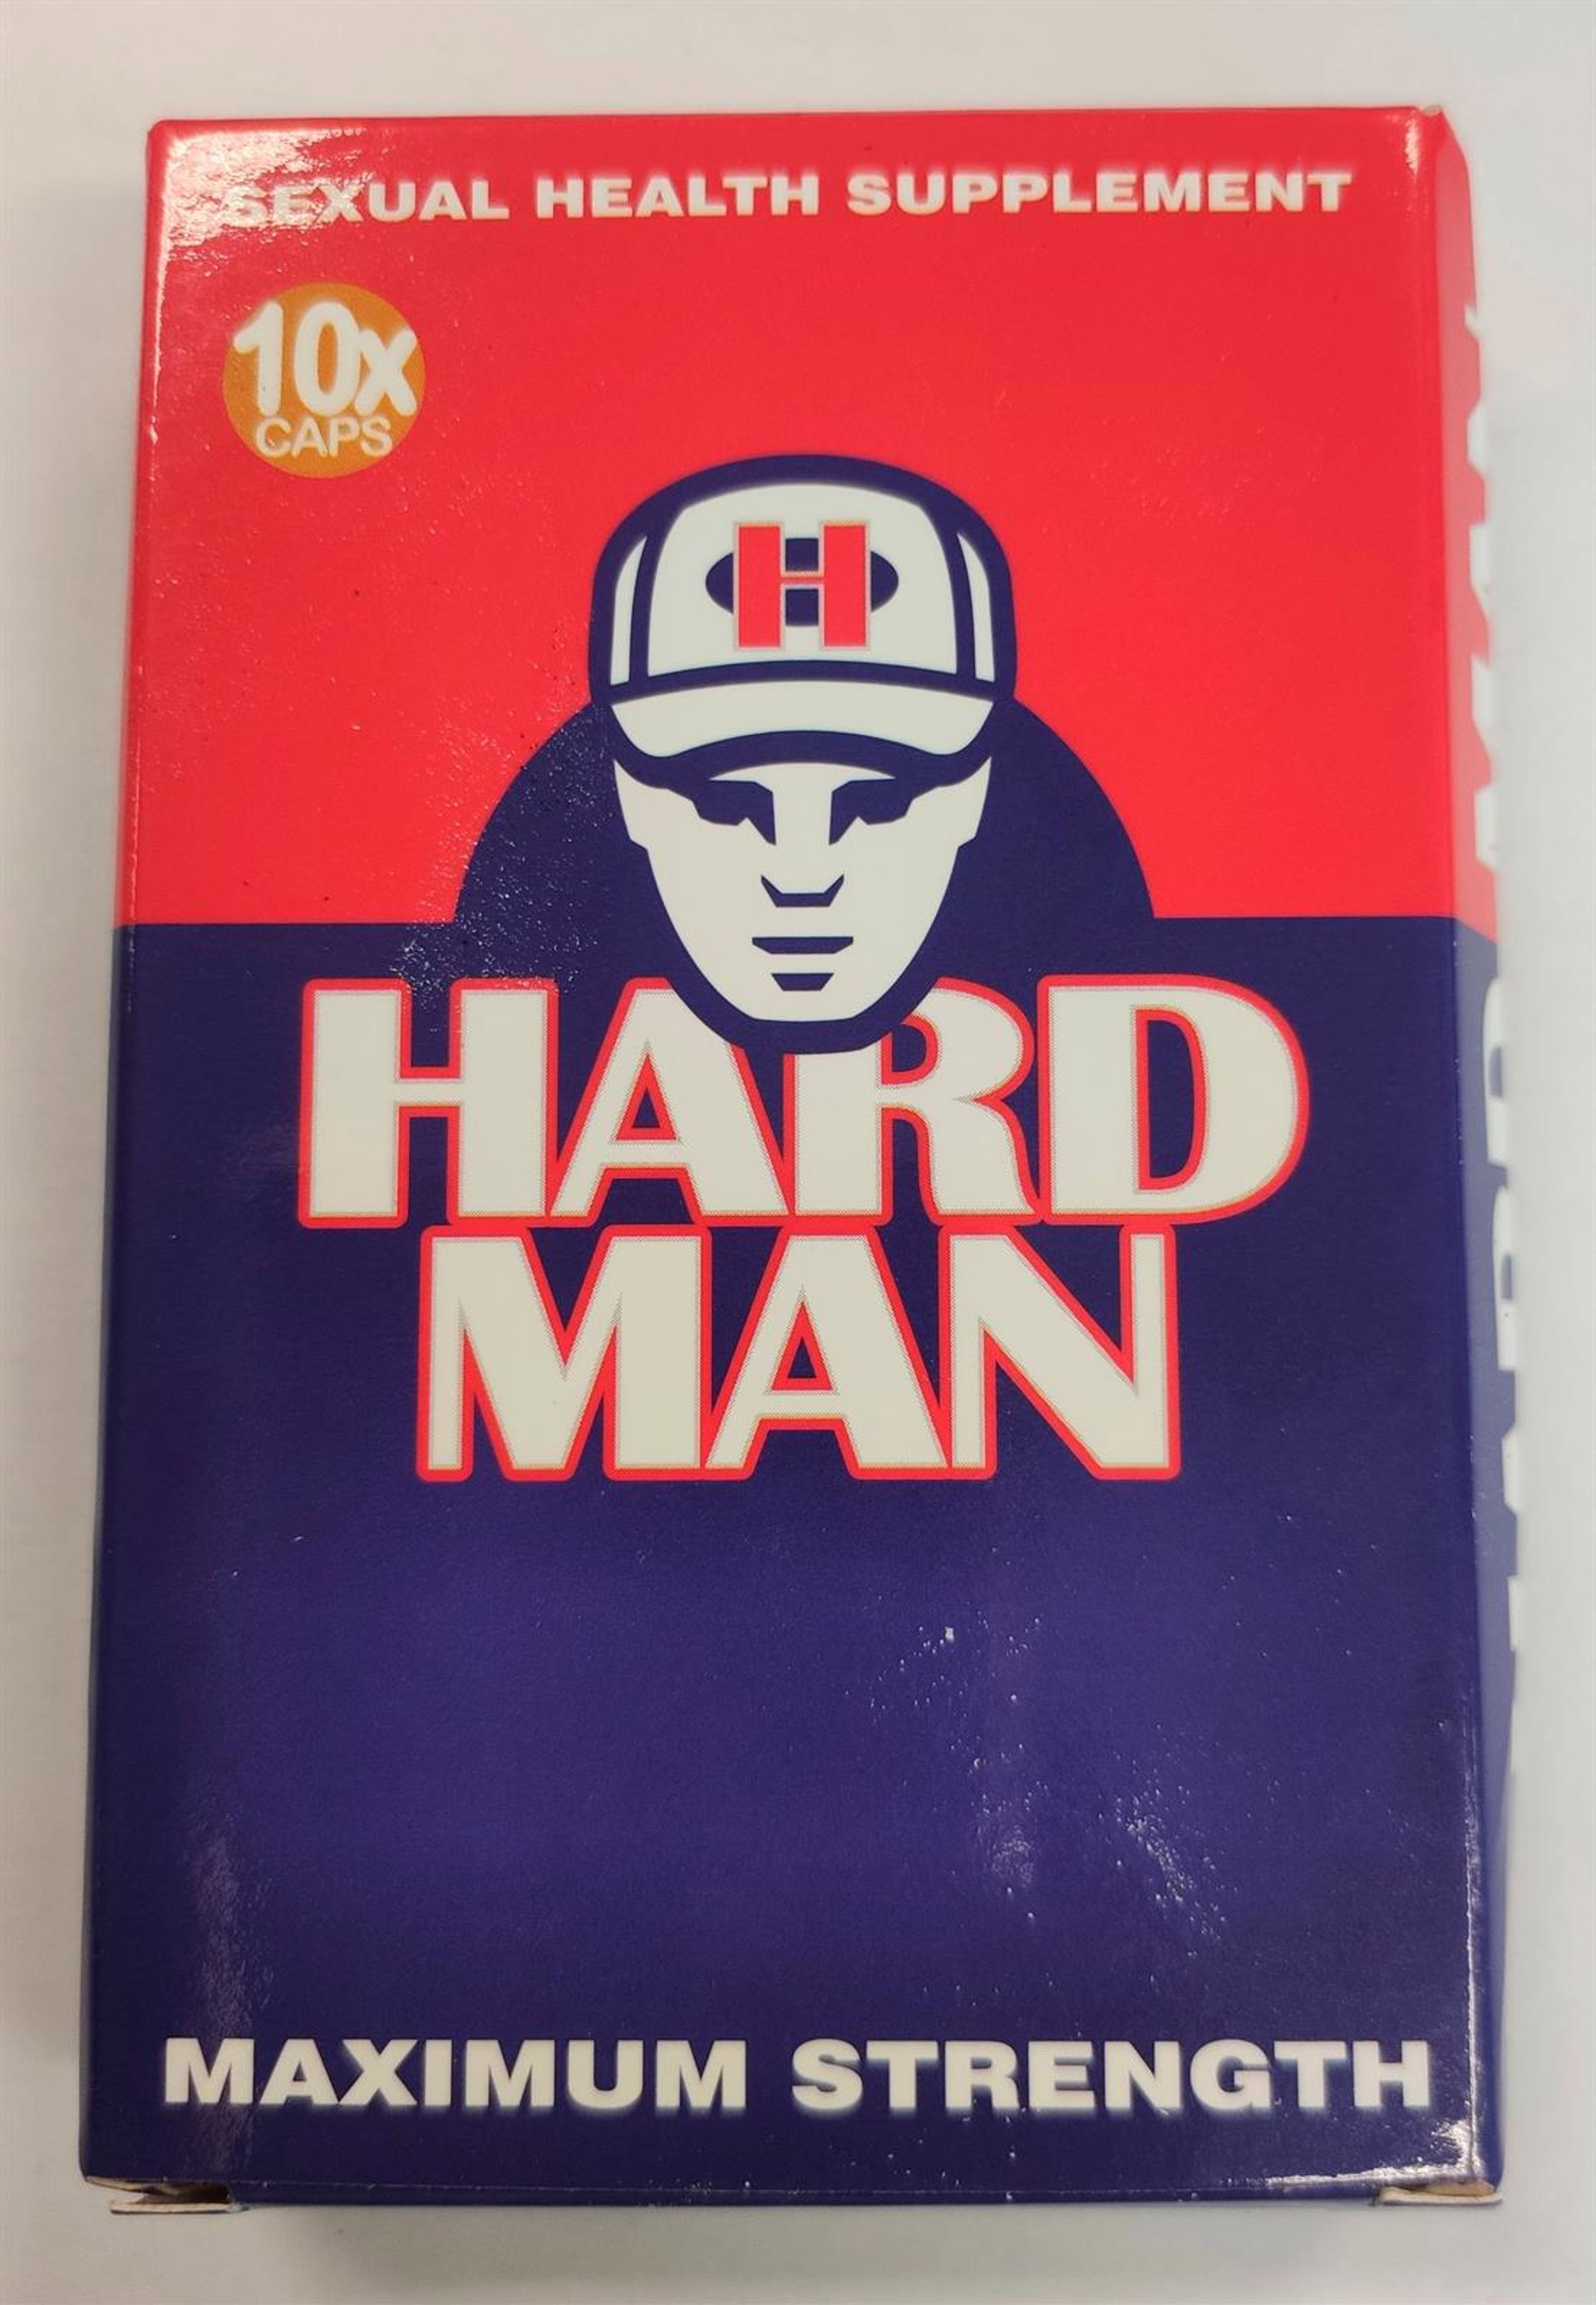 SEXUAL HEALTH SUPPLEMENT
10x
CAPS
H
HARD
MAN
MAXIMUM STRENGTH